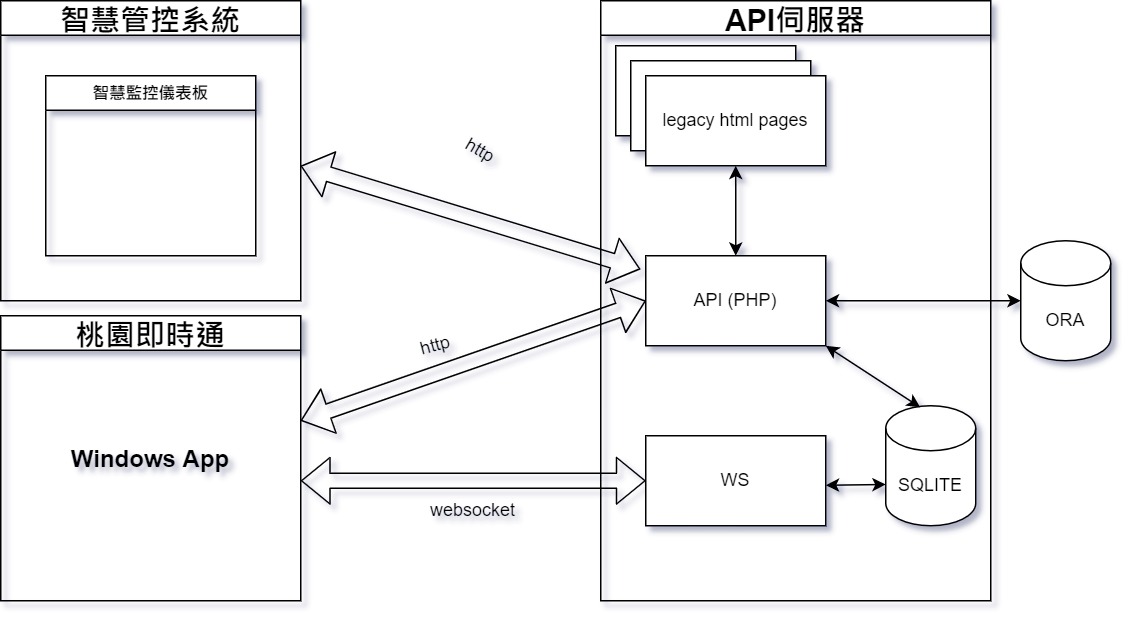 智慧管控系統
智慧監控儀表板
http
桃園即時通
Windows App
http
websocket
API伺服器
legacy html pages
API (PHP)
WS
SQLITE
ORA